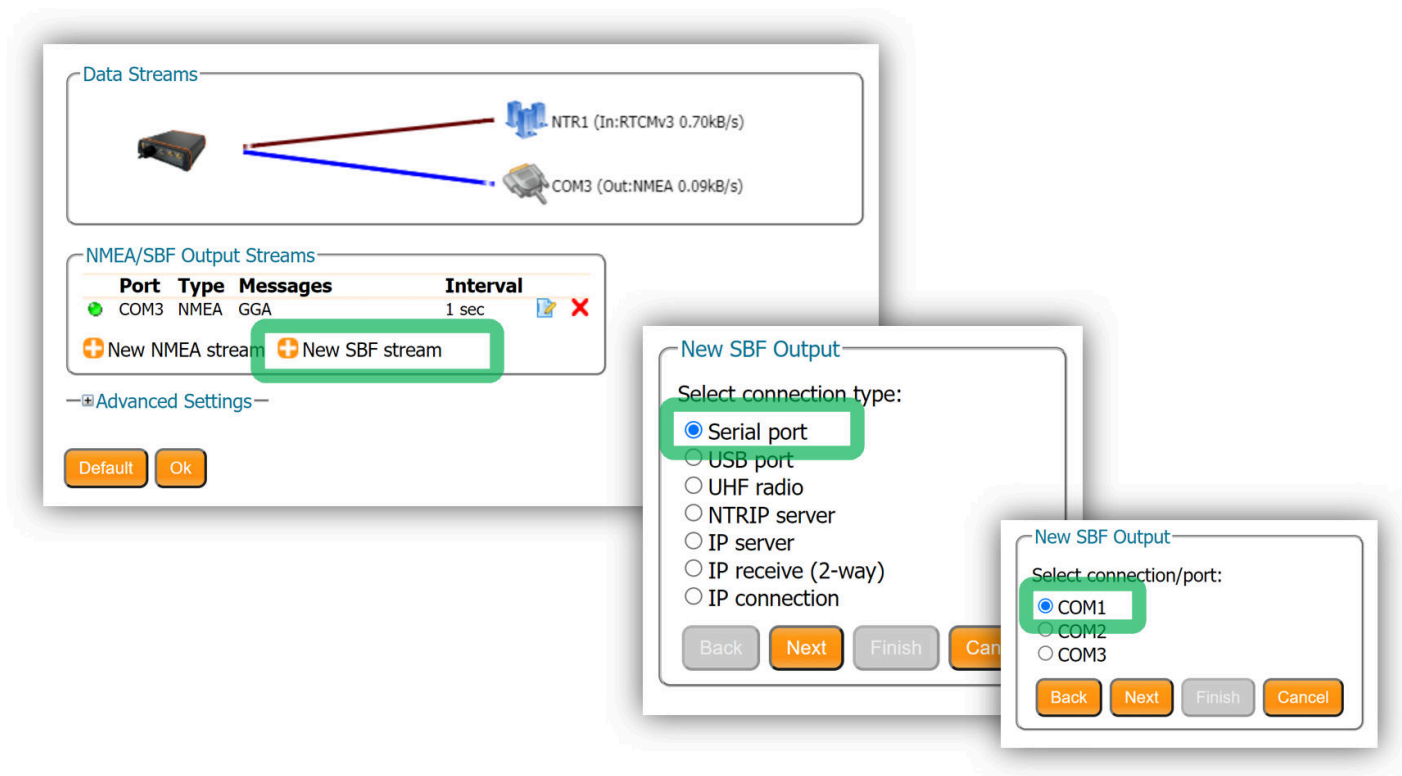 Data Streams
NTR1 (In:RTCMv3 0.70kB/s)
COM3 (Out:NMEA 0.09kB/s)
NMEA/SBF Output Streams
Port Type Messages Interval
COM3 NMEA GGA 1 sec
New NMEA stream New SBF stream
Advanced Settings
Default Ok
New SBF Output
Select connection type:
Serial port
USB port
UHF radio
NTRIP server
IP server
IP receive (2-way)
IP connection
Back Next Finish Can
New SBF Output
Select connection/port:
COM1
COM2
COM3
Back Next Finish Cancel